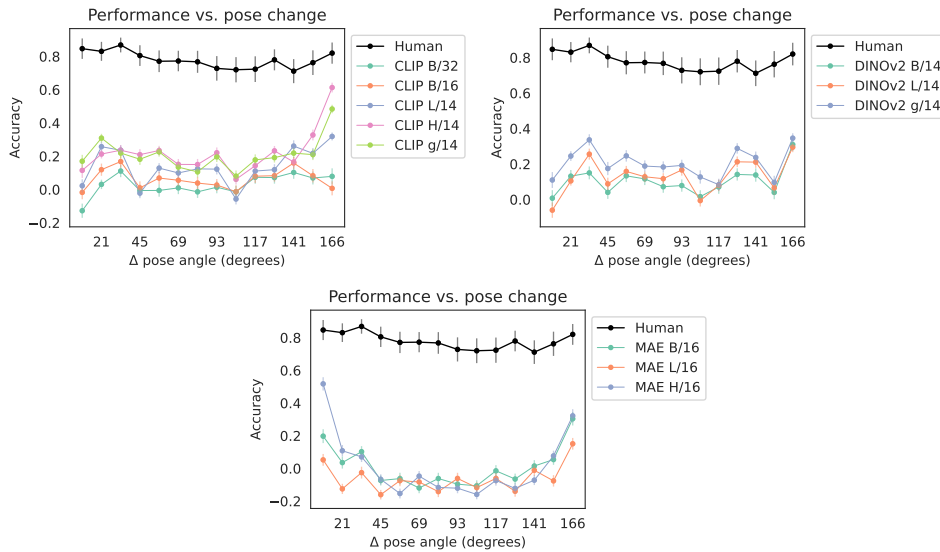 Performance vs. pose change
Accuracy
0.8
0.6
0.4
0.2
0.0
−0.2
21 45 69 93 117 141 166
Δ pose angle (degrees)
Human
CLIP B/32
CLIP B/16
CLIP L/14
CLIP H/14
CLIP g/14
Performance vs. pose change
Accuracy
0.8
0.6
0.4
0.2
0.0
21 45 69 93 117 141 166
Δ pose angle (degrees)
Human
DINOv2 B/14
DINOv2 L/14
DINOv2 g/14
Performance vs. pose change
Accuracy
0.8
0.6
0.4
0.2
0.0
−0.2
21 45 69 93 117 141 166
Δ pose angle (degrees)
Human
MAE B/16
MAE L/16
MAE H/16